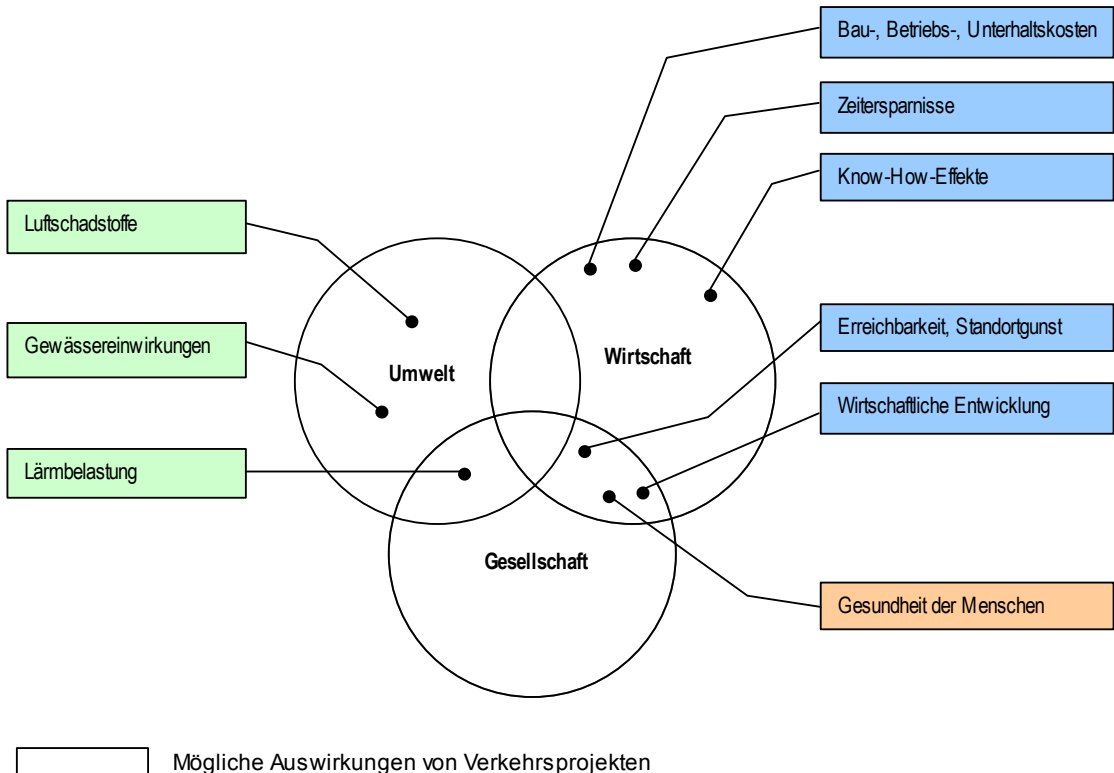 Bau-, Betriebs-, Unterhaltskosten
Zeitersparnisse
Know-How-Effekte
Luftschadstoffe
Gewässereinwirkungen
Erreichbarkeit, Standortgunst
Wirtschaft
Umwelt
Wirtschaftliche Entwicklung
Lärmbelastung
Gesellschaft
Gesundheit der Menschen
Mögliche Auswirkungen von Verkehrsprojekten